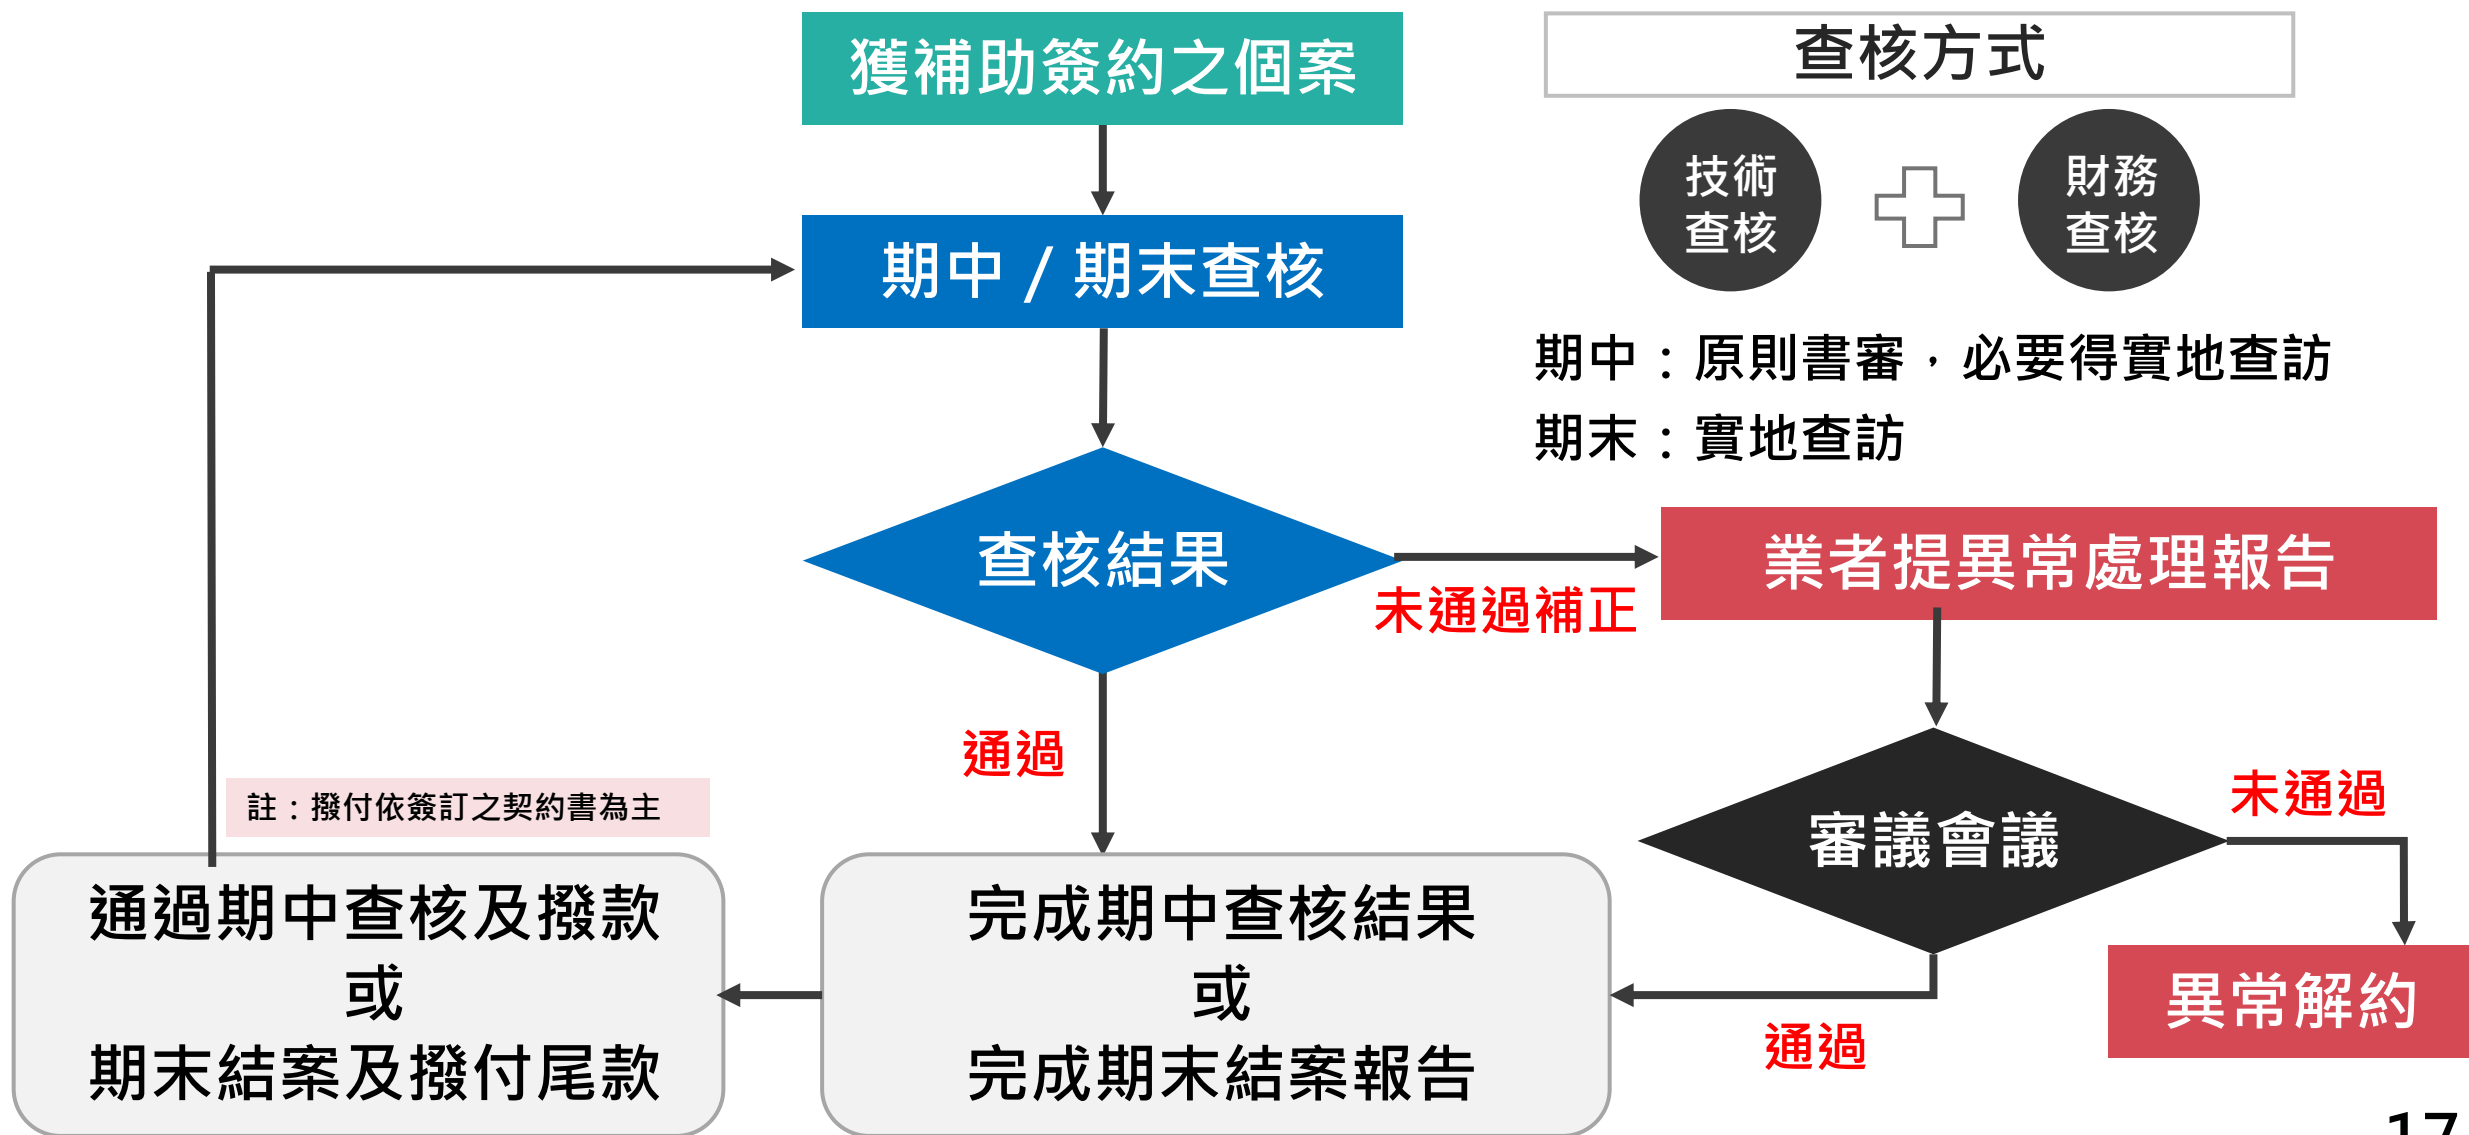 獲補助簽約之個案
查核方式
技術
查核
財務
查核
期中 / 期末查核
期中：原則書審，必要得實地查訪
期末：實地查訪
查核結果
業者提異常處理報告
未通過補正
通過
未通過
註：撥付依簽訂之契約書為主
審議會議
通過期中查核及撥款
或
期末結案及撥付尾款
完成期中查核結果
或
完成期末結案報告
異常解約
通過
17